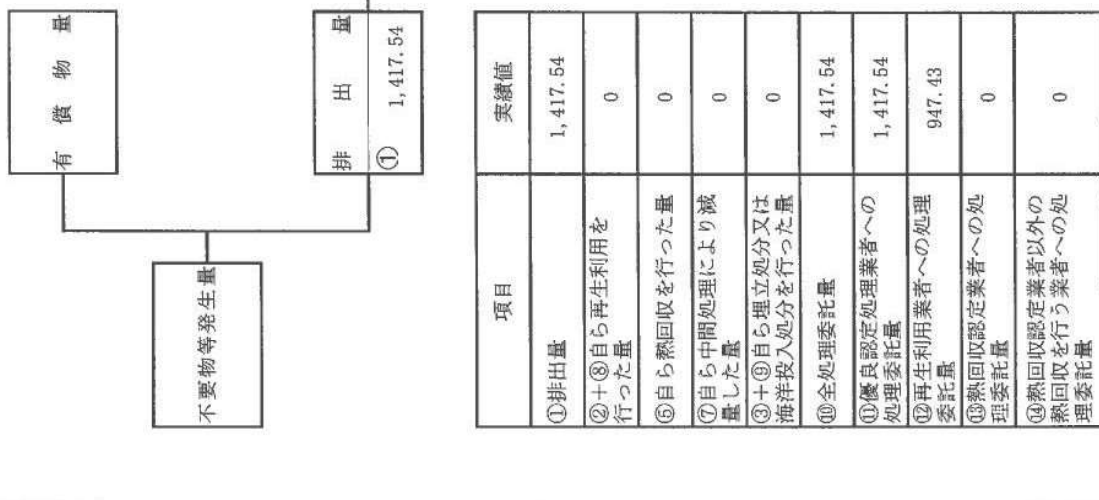 有償物量
不要物等発生量
排出量
① 1,417.54
項目 実績値
①排出量 1,417.54
②+⑧自ら再生利用を
行った量 0
⑤自ら熱回収を行った量 0
⑦自ら中間処理により減
量した量 0
③+⑨自ら埋立処分又は
海洋投入処分を行った量 0
⑩全処理委託量 1,417.54
⑪優良認定処理業者への
処理委託量 1,417.54
⑫再生利用業者への処理
委託量 947.43
⑬熱回収認定業者への処
理委託量 0
⑭熱回収認定業者以外の
熱回収を行う業者への処
理委託量 0